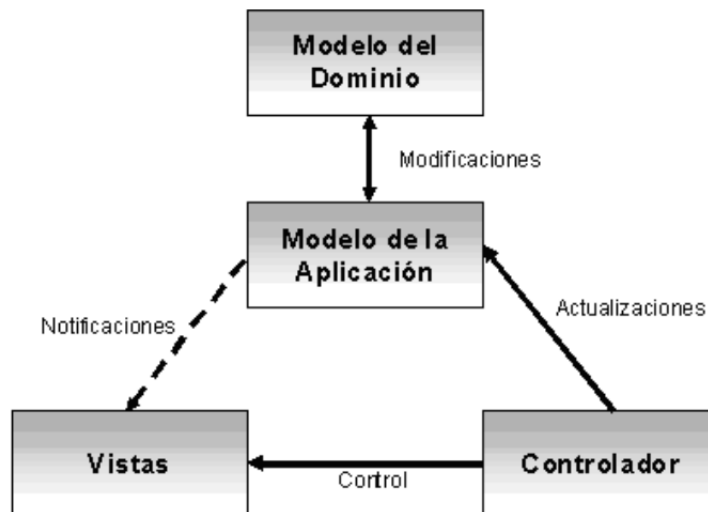 Modelo del
Dominio
Modificaciones
Modelo de la
Aplicación
Notificaciones
Actualizaciones
Vistas
Control
Controlador